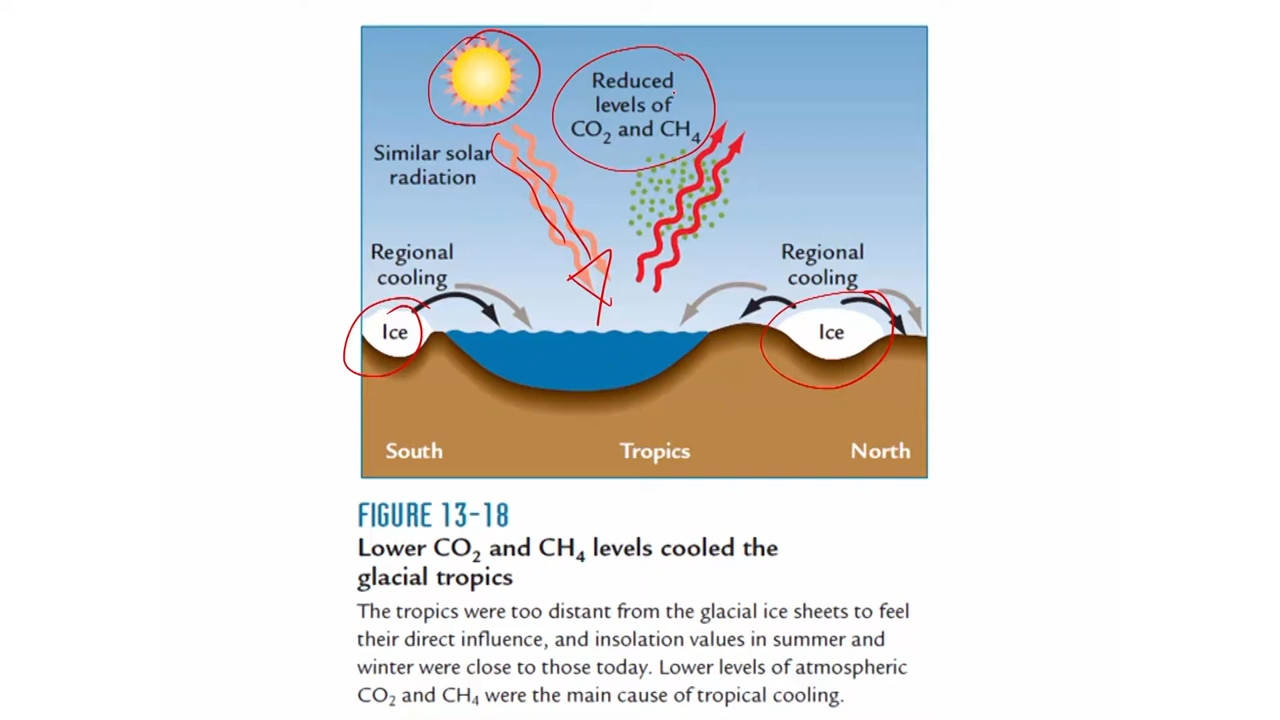 Reduced
levels of
CO₂ and CH₄
Similar solar
radiation
Regional
cooling
Regional
cooling
Ice
Ice
South
Tropics
North
FIGURE 13-18
Lower CO₂ and CH₄ levels cooled the
glacial tropics
The tropics were too distant from the glacial ice sheets to feel
their direct influence, and insolation values in summer and
winter were close to those today. Lower levels of atmospheric
CO₂ and CH₄ were the main cause of tropical cooling.